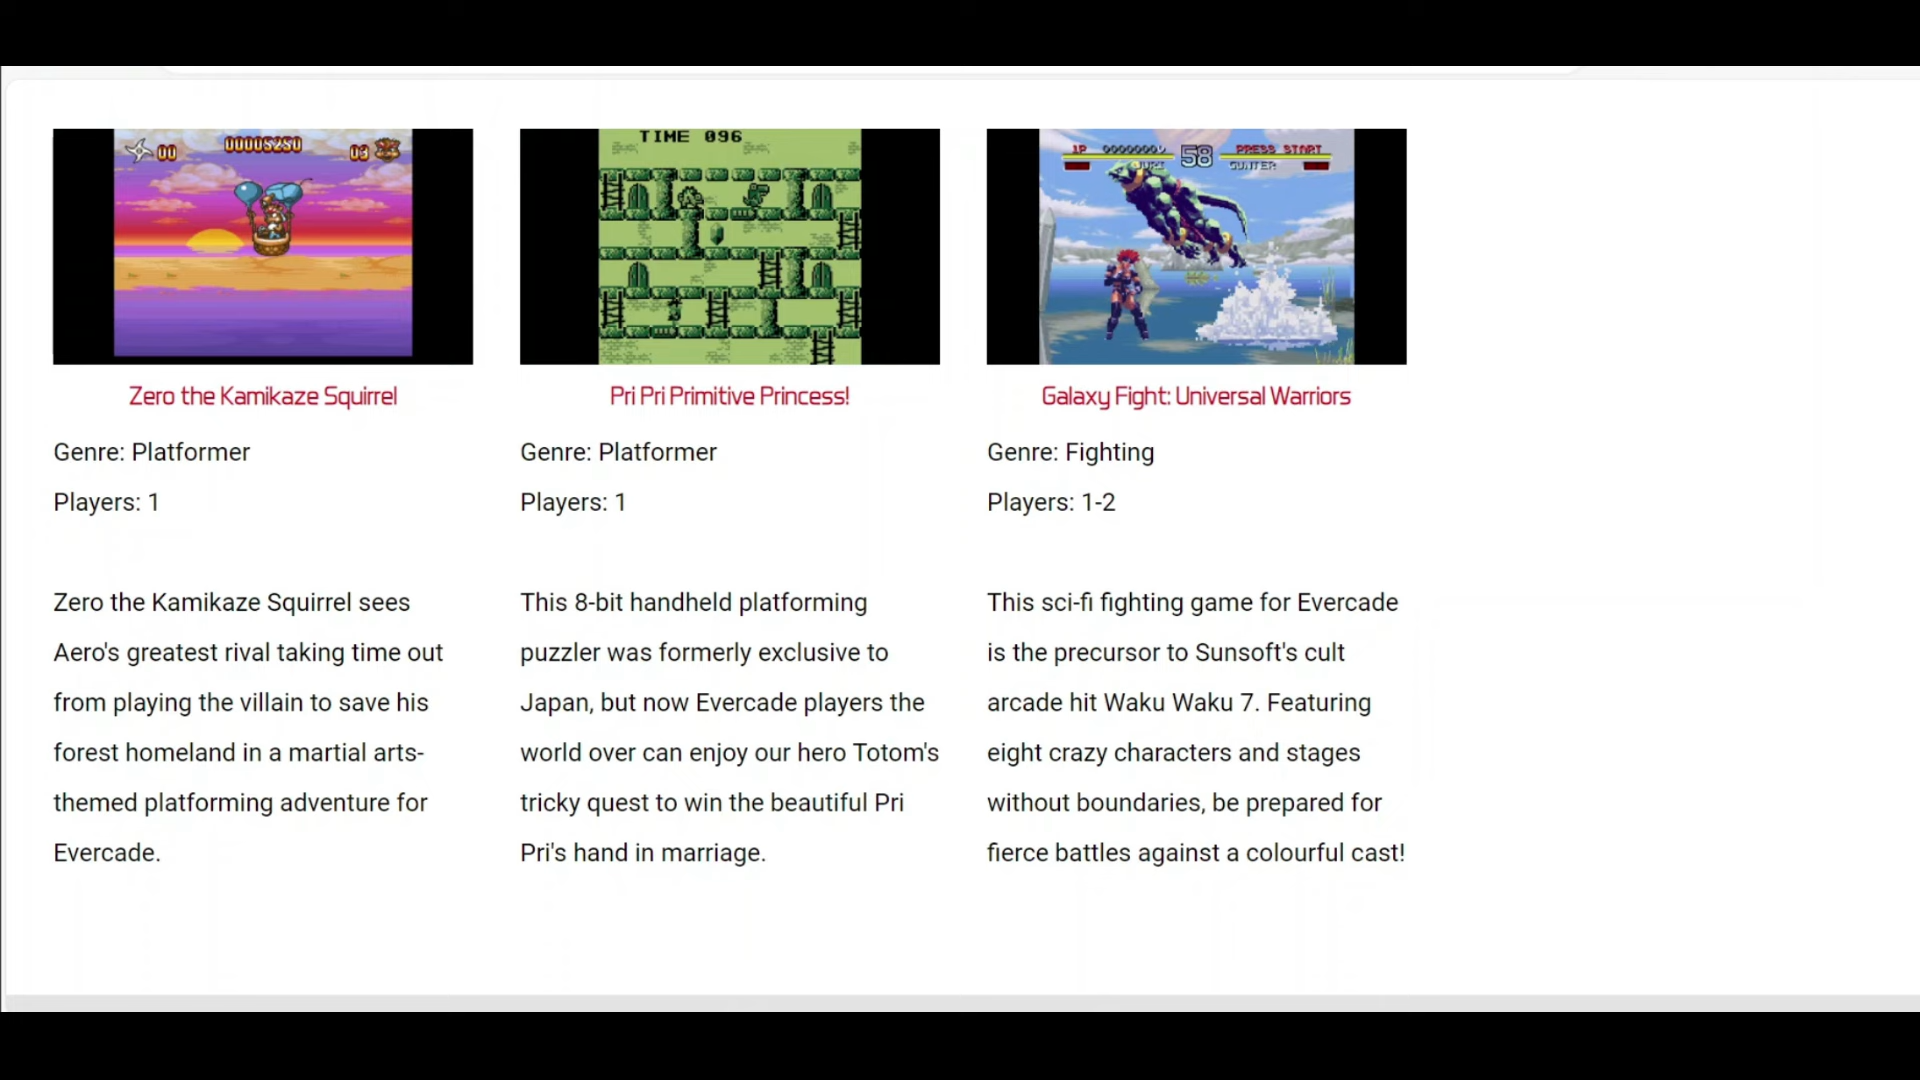 00
00005250
03
TIME 096
1P 00000000
58
PRESS START
GUNTER
Zero the Kamikaze Squirrel
Genre: Platformer
Players: 1
Zero the Kamikaze Squirrel sees
Aero's greatest rival taking time out
from playing the villain to save his
forest homeland in a martial arts-
themed platforming adventure for
Evercade.
Pri Pri Primitive Princess!
Genre: Platformer
Players: 1
This 8-bit handheld platforming
puzzler was formerly exclusive to
Japan, but now Evercade players the
world over can enjoy our hero Totom's
tricky quest to win the beautiful Pri
Pri's hand in marriage.
Galaxy Fight: Universal Warriors
Genre: Fighting
Players: 1-2
This sci-fi fighting game for Evercade
is the precursor to Sunsoft's cult
arcade hit Waku Waku 7. Featuring
eight crazy characters and stages
without boundaries, be prepared for
fierce battles against a colourful cast!